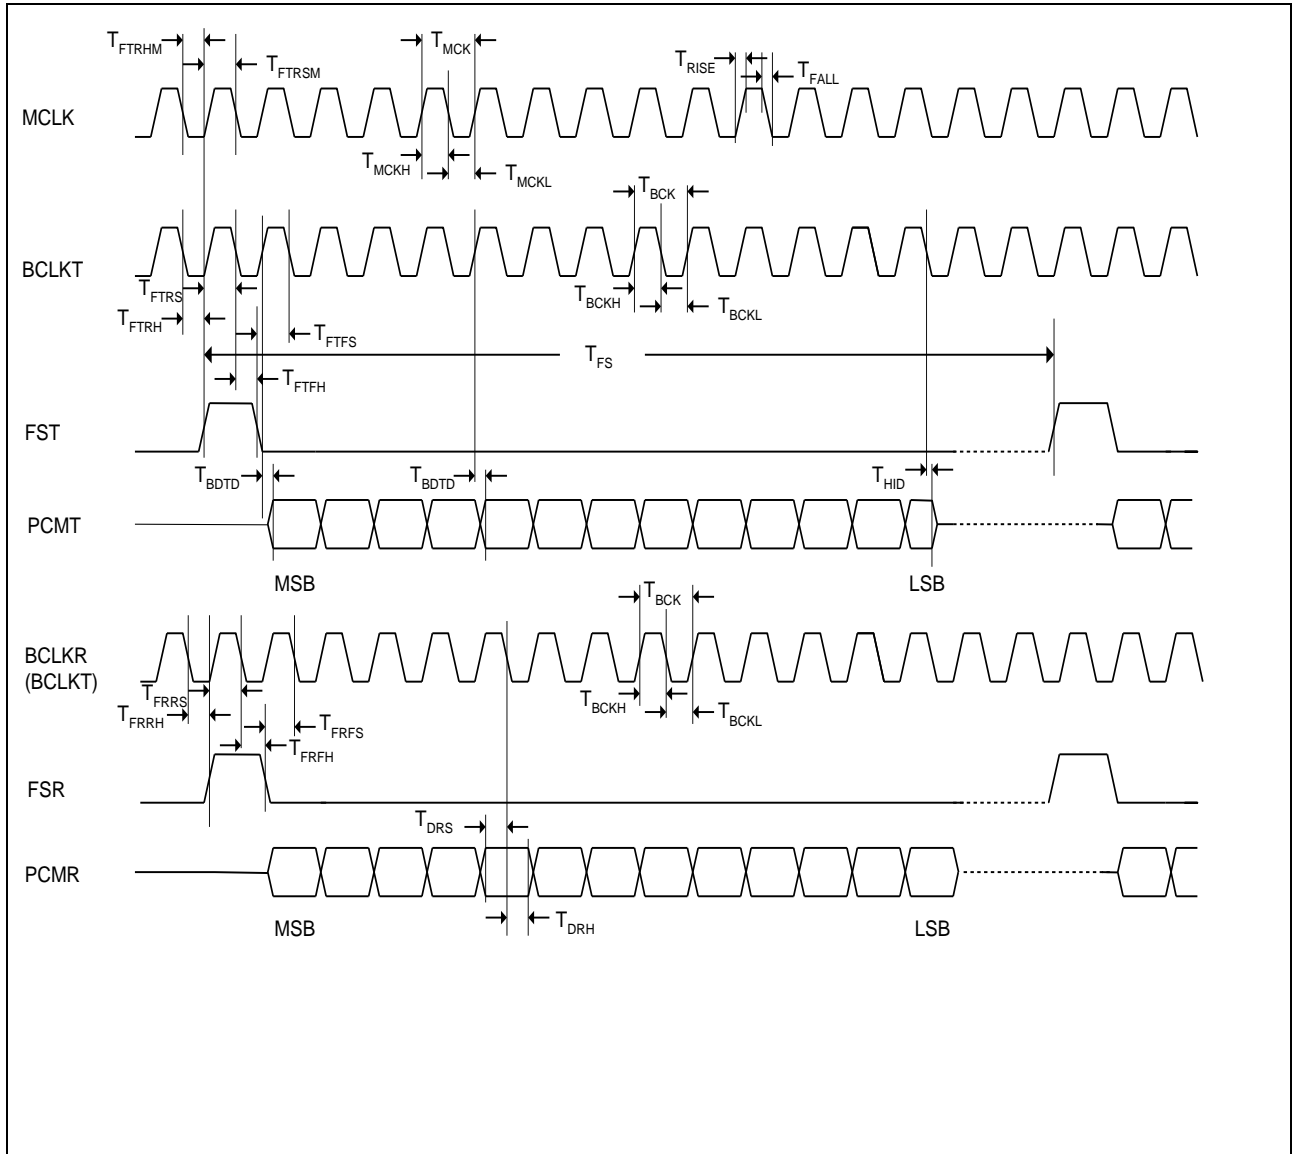 TFTRHM
TMCK
TFTRSM
TRISE
TFALL
MCLK
TMCKH
TMCKL
TBCK
BCLKT
TFTRS
TBCKH
TBCKL
TFTRH
TFTFS
TFS
TFTFH
FST
TBDTD
TBDTD
THID
PCMT
MSB
LSB
TBCK
BCLKR
(BCLKT)
TFRRS
TBCKH
TBCKL
TFRRH
TFRFS
TFRFH
FSR
TDRS
PCMR
TDRH
MSB
LSB